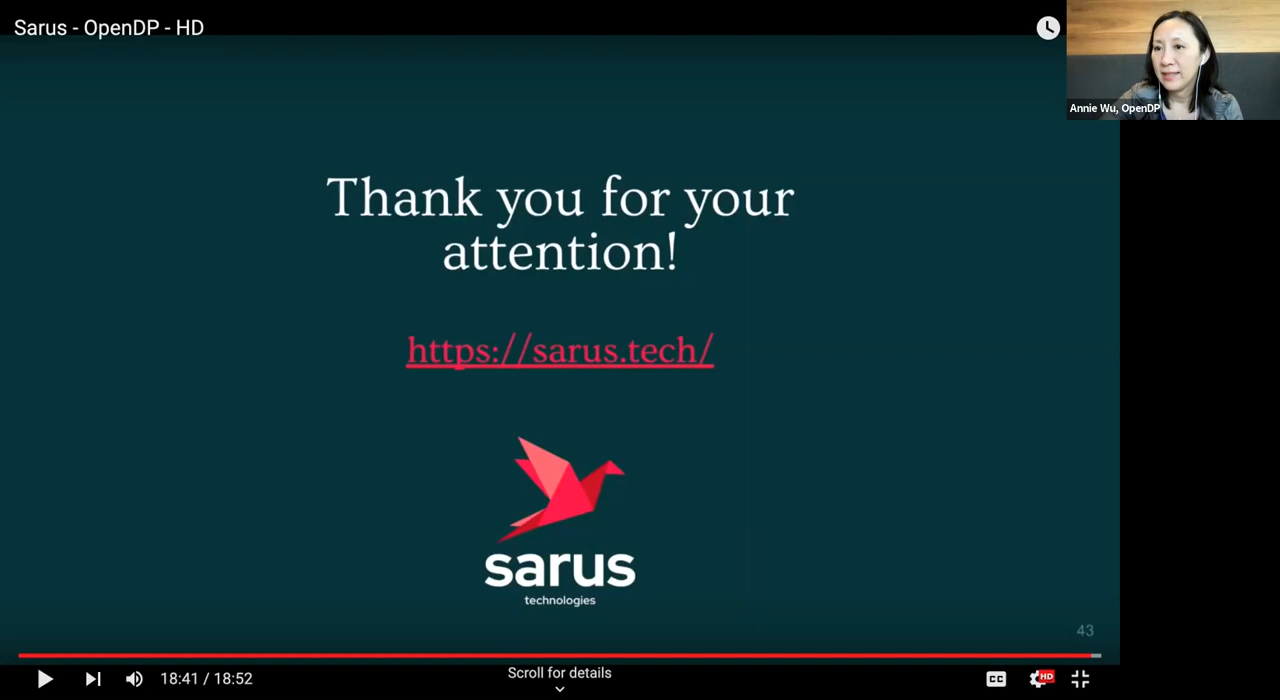 Sarus - OpenDP - HD
Annie Wu, OpenDP
Thank you for your
attention!
https://sarus.tech/
sarus
technologies
43
18:41 / 18:52
Scroll for details
CC
HD